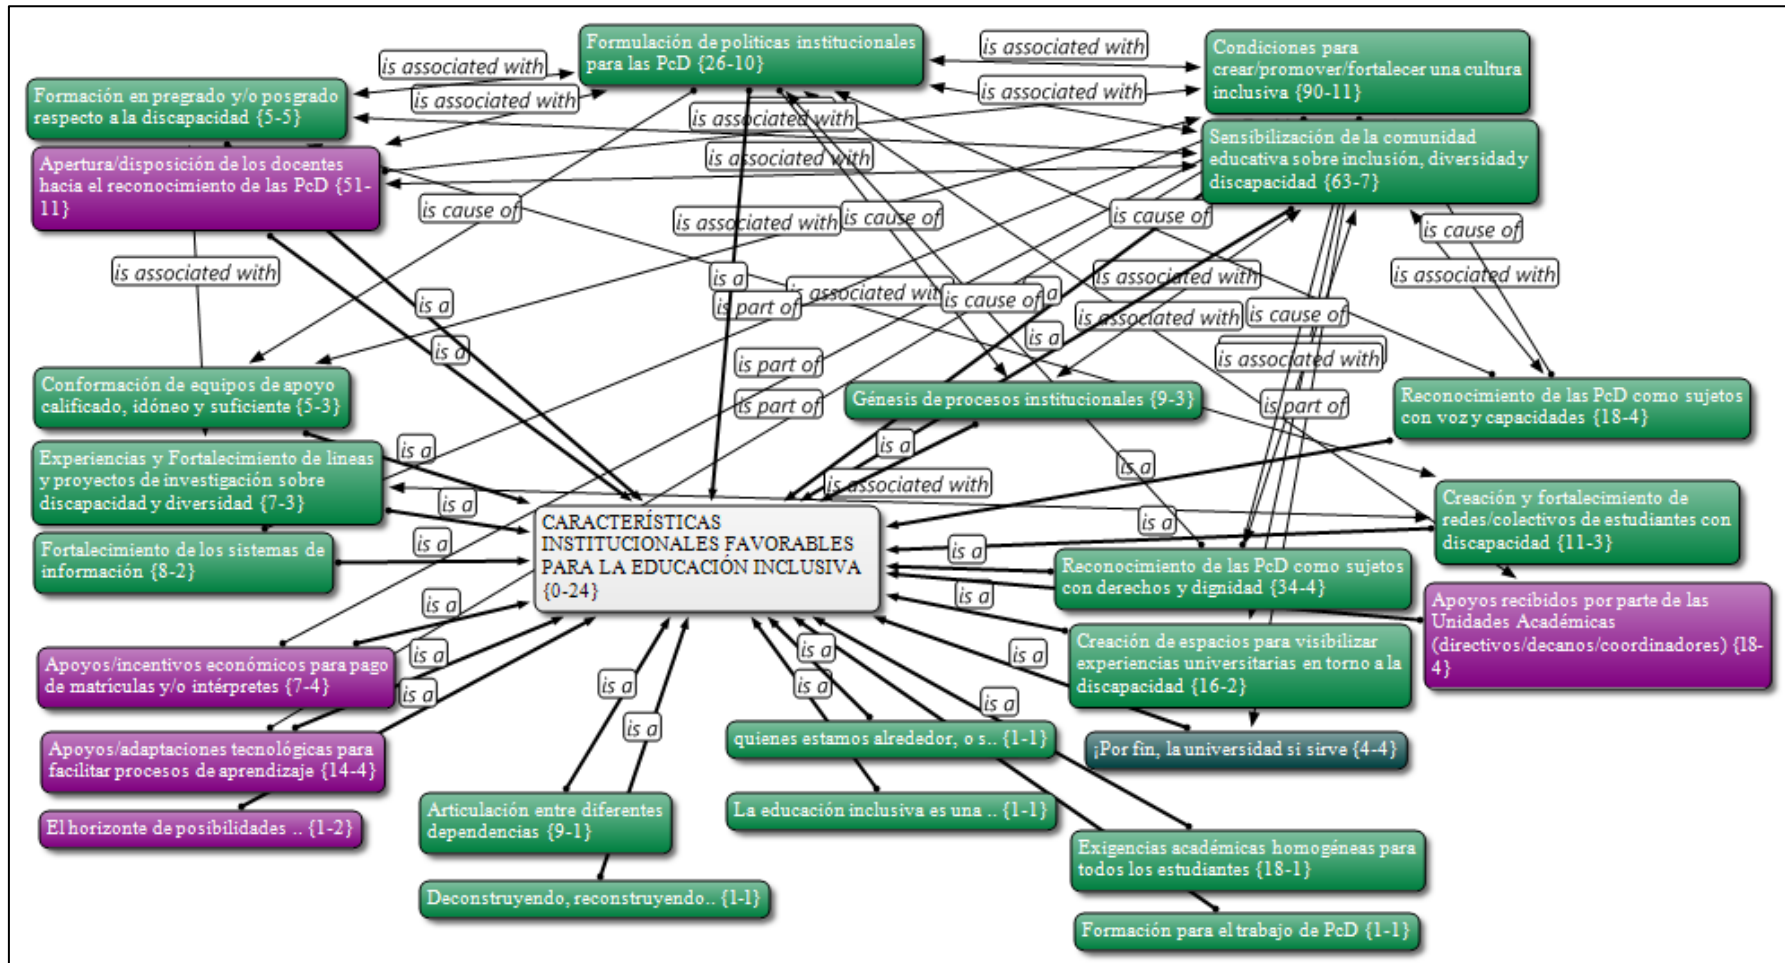 Formulación de politicas institucionales
para las PcD {26-10}
Condiciones para
crear/promover/fortalecer una cultura
inclusiva {90-11}
is associated with
is associated with
is associated with
is associated with
Formación en pregrado y/o posgrado
respecto a la discapacidad {5-5}
is associated with
Sensibilización de la comunidad
educativa sobre inclusión, diversidad y
discapacidad {63-7}
Apertura/disposición de los docentes
hacia el reconocimiento de las PcD {51-
11}
is associated with
is cause of
is associated with
is cause of
is cause of
is cause of
is associated with
is a
is associated with
is associated with
is a
is part of
is associated wit
is cause of
a
is associated with
is cause of
is a
is a
is associated with
is part of
is part of
is part of
Conformación de equipos de apoyo
calificado, idóneo y suficiente {5-3}
Génesis de procesos institucionales {9-3}
Reconocimiento de las PcD como sujetos
con voz y capacidades {18-4}
is a
is a
is a
Experiencias y Fortalecimiento de lineas
y proyectos de investigación sobre
discapacidad y diversidad {7-3}
is a
is associated with
Creación y fortalecimiento de
redes/colectivos de estudiantes con
discapacidad {11-3}
is a
Fortalecimiento de los sistemas de
información {8-2}
is a
CARACTERÍSTICAS
INSTITUCIONALES FAVORABLES
PARA LA EDUCACIÓN INCLUSIVA
{0-24}
is a
Reconocimiento de las PcD como sujetos
con derechos y dignidad {34-4}
Apoyos recibidos por parte de las
Unidades Académicas
(directivos/decanos/coordinadores) {18-
4}
is a
is a
Creación de espacios para visibilizar
experiencias universitarias en torno a la
discapacidad {16-2}
Apoyos/incentivos económicos para pago
de matrículas y/o intérpretes {7-4}
is a
is a
is a
is a
is a
is a
is a
is a
Apoyos/adaptaciones tecnológicas para
facilitar procesos de aprendizaje {14-4}
quienes estamos alrededor, o s.. {1-1}
¡Por fin, la universidad si sirve {4-4}
El horizonte de posibilidades .. {1-2}
Articulación entre diferentes
dependencias {9-1}
La educación inclusiva es una .. {1-1}
Exigencias académicas homogéneas para
todos los estudiantes {18-1}
Deconstruyendo, reconstruyendo.. {1-1}
Formación para el trabajo de PcD {1-1}